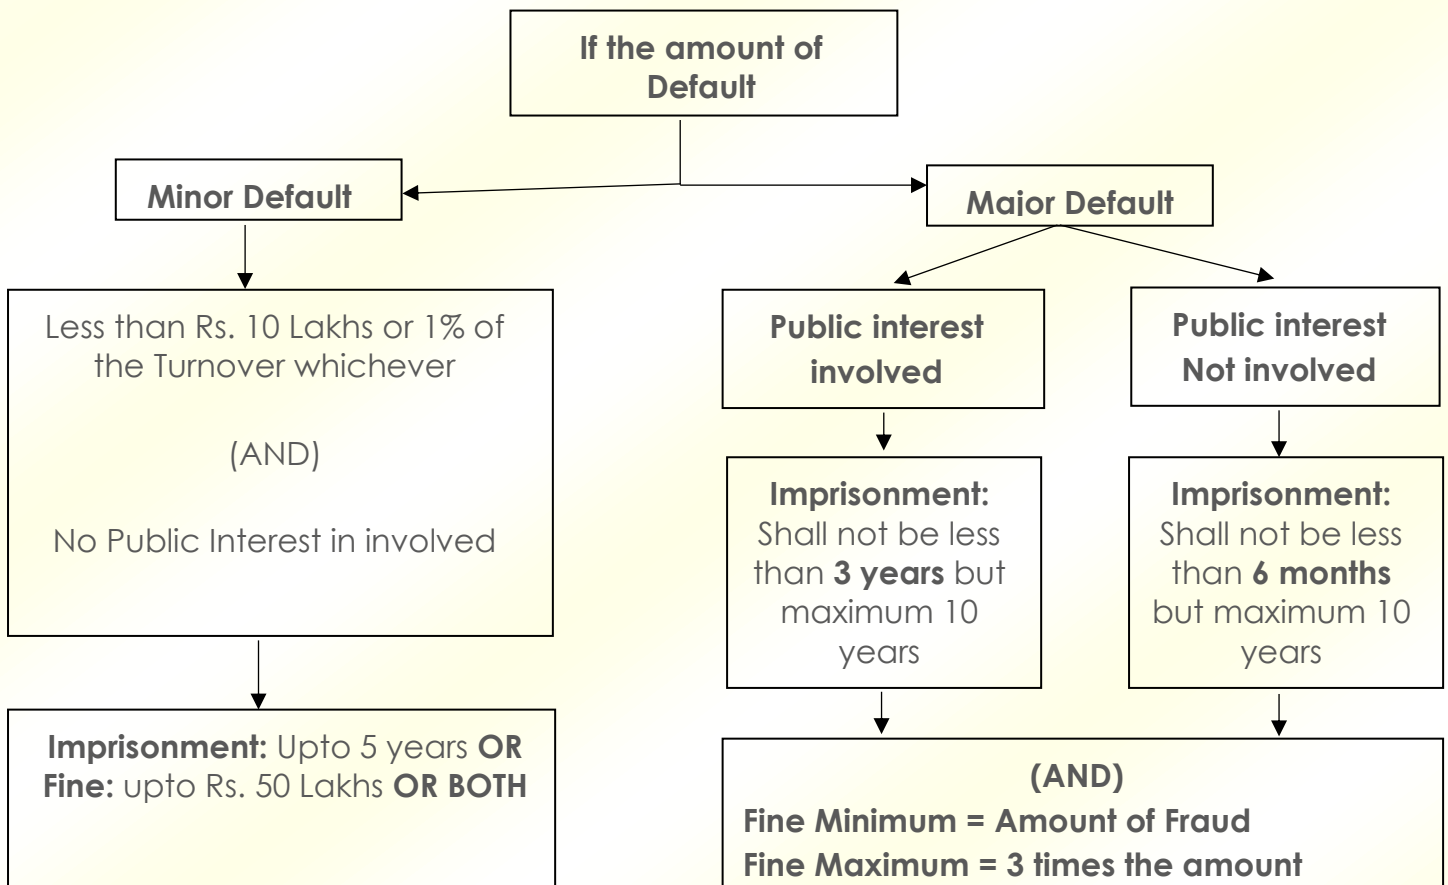 If the amount of
Default
Minor Default
Major Default
Less than Rs. 10 Lakhs or 1% of
the Turnover whichever
(AND)
No Public Interest in involved
Public interest
involved
Public interest
Not involved
Imprisonment:
Shall not be less
than 3 years but
maximum 10
years
Imprisonment:
Shall not be less
than 6 months
but maximum 10
years
Imprisonment: Upto 5 years OR
Fine: upto Rs. 50 Lakhs OR BOTH
(AND)
Fine Minimum = Amount of Fraud
Fine Maximum = 3 times the amount